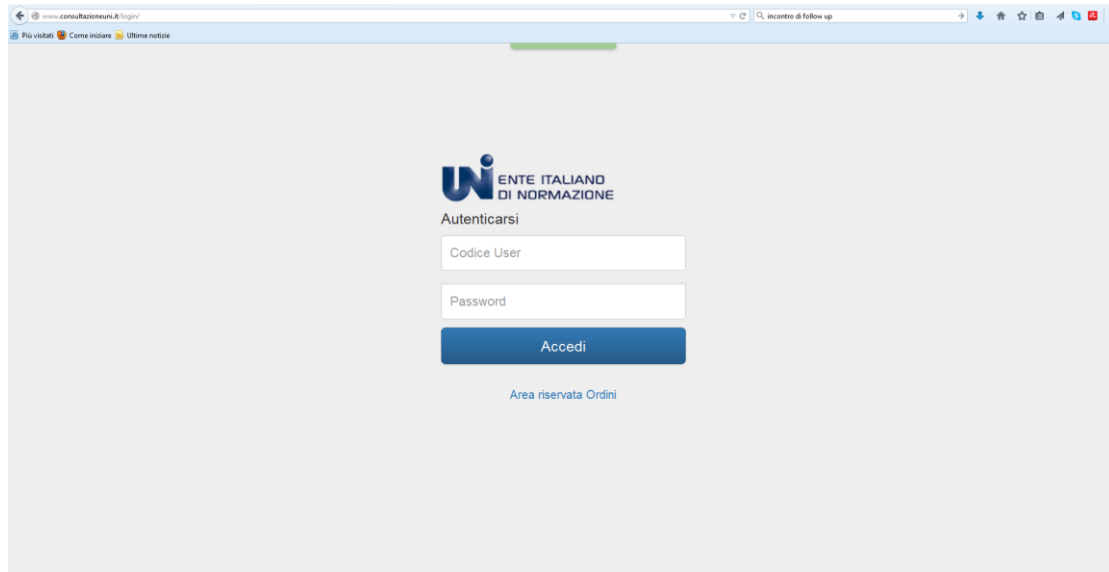 www.consultazioneuni.it/login/
incontro di follow up
Più visitati Come iniziare Ultime notizie
UNI ENTE ITALIANO
DI NORMAZIONE
Autenticarsi
Codice User
Password
Accedi
Area riservata Ordini